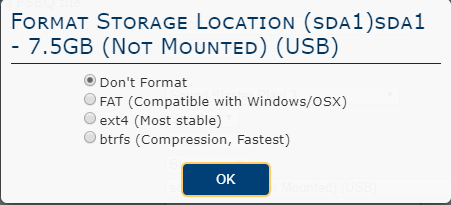 Format Storage Location (sda1)sda1
- 7.5GB (Not Mounted) (USB)
Don't Format
FAT (Compatible with Windows/OSX)
ext4 (Most stable)
btrfs (Compression, Fastest)
OK